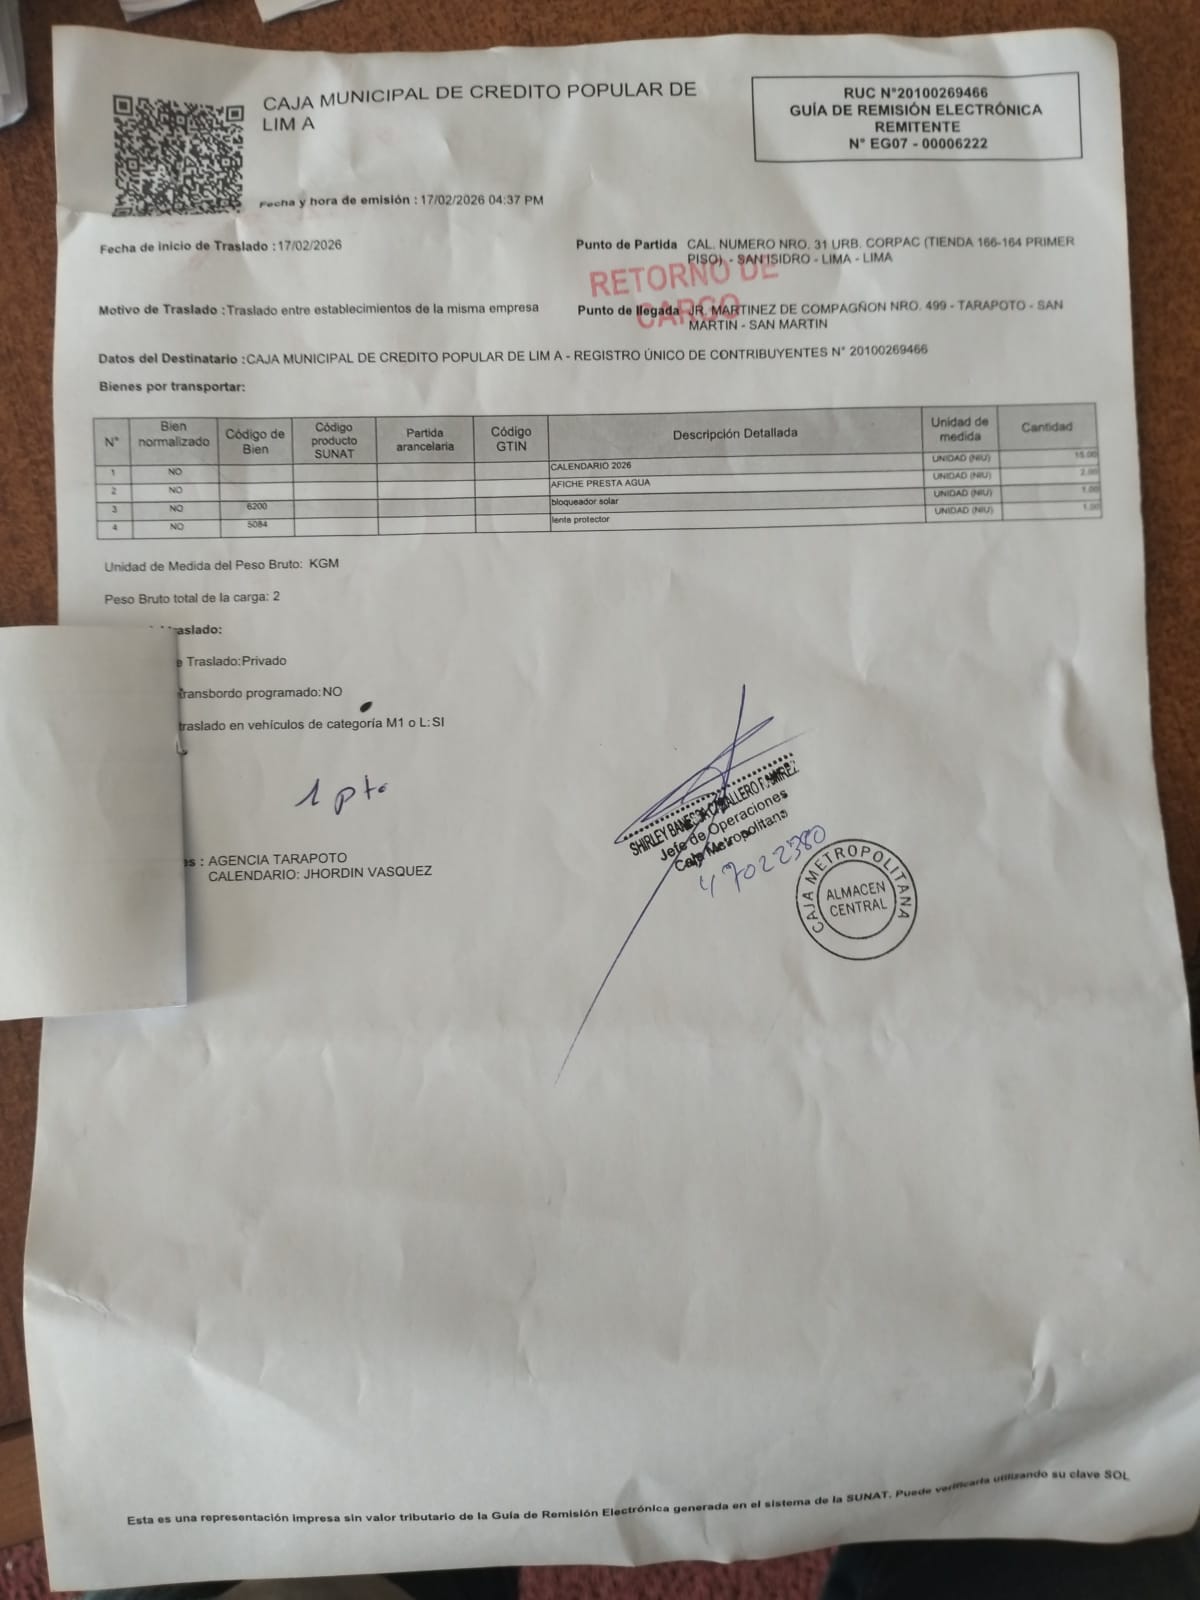 CAJA MUNICIPAL DE CREDITO POPULAR DE
LIM A
RUC N°20100269466
GUÍA DE REMISIÓN ELECTRÓNICA
REMITENTE
N° EG07 - 00006222
Fecha y hora de emisión : 17/02/2026 04:37 PM
Fecha de inicio de Traslado : 17/02/2026
Punto de Partida CAL. NUMERO NRO. 31 URB. CORPAC (TIENDA 166-164 PRIMER
PISO) - SAN ISIDRO - LIMA - LIMA
RETORNO DE
CARGO
Motivo de Traslado : Traslado entre establecimientos de la misma empresa
Punto de llegada JR. MARTINEZ DE COMPAGÑON NRO. 499 - TARAPOTO - SAN
MARTIN - SAN MARTIN
Datos del Destinatario : CAJA MUNICIPAL DE CREDITO POPULAR DE LIM A - REGISTRO ÚNICO DE CONTRIBUYENTES N° 20100269466
Bienes por transportar:
N° Bien normalizado Código de Bien Código producto SUNAT Partida arancelaria Código GTIN Descripción Detallada Unidad de medida Cantidad
1 NO CALENDARIO 2026 UNIDAD (NIU) 15.00
2 NO AFICHE PRESTA AGUA UNIDAD (NIU) 2.00
3 NO 6200 bloqueador solar UNIDAD (NIU) 1.00
4 NO 5084 lente protector UNIDAD (NIU) 1.00
Unidad de Medida del Peso Bruto: KGM
Peso Bruto total de la carga: 2
traslado:
e Traslado: Privado
transbordo programado: NO
traslado en vehículos de categoría M1 o L: SI
1 pte
SHIRLEY CABALLERO RAMIREZ
Jefe de Operaciones
Caja Metropolitana
47022380
CAJA METROPOLITANA
ALMACEN
CENTRAL
es : AGENCIA TARAPOTO
CALENDARIO: JHORDIN VASQUEZ
Esta es una representación impresa sin valor tributario de la Guía de Remisión Electrónica generada en el sistema de la SUNAT. Puede verificarla utilizando su clave SOL